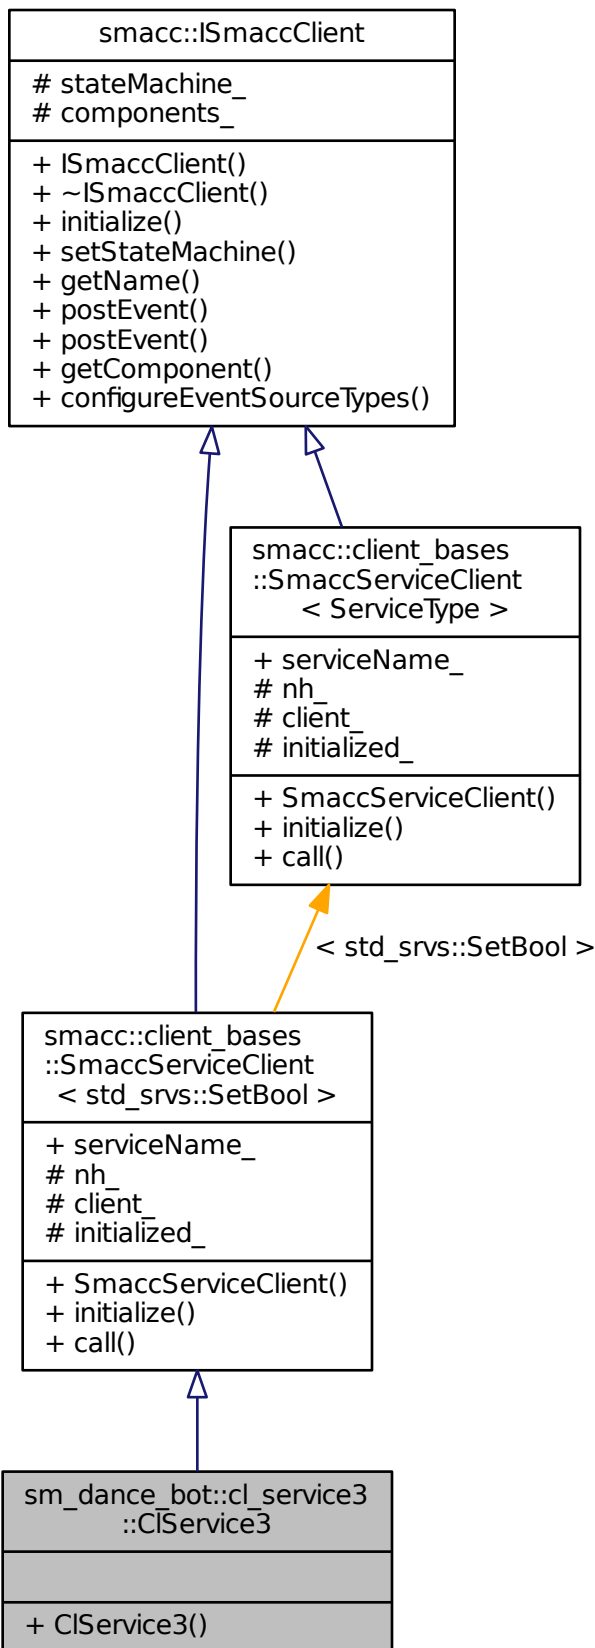 smacc::ISmaccClient
# stateMachine_
# components_
+ ISmaccClient()
+ ~ISmaccClient()
+ initialize()
+ setStateMachine()
+ getName()
+ postEvent()
+ postEvent()
+ getComponent()
+ configureEventSourceTypes()
smacc::client_bases
::SmaccServiceClient
< ServiceType >
+ serviceName_
# nh_
# client_
# initialized_
+ SmaccServiceClient()
+ initialize()
+ call()
< std_srvs::SetBool >
smacc::client_bases
::SmaccServiceClient
< std_srvs::SetBool >
+ serviceName_
# nh_
# client_
# initialized_
+ SmaccServiceClient()
+ initialize()
+ call()
sm_dance_bot::cl_service3
::ClService3
+ ClService3()